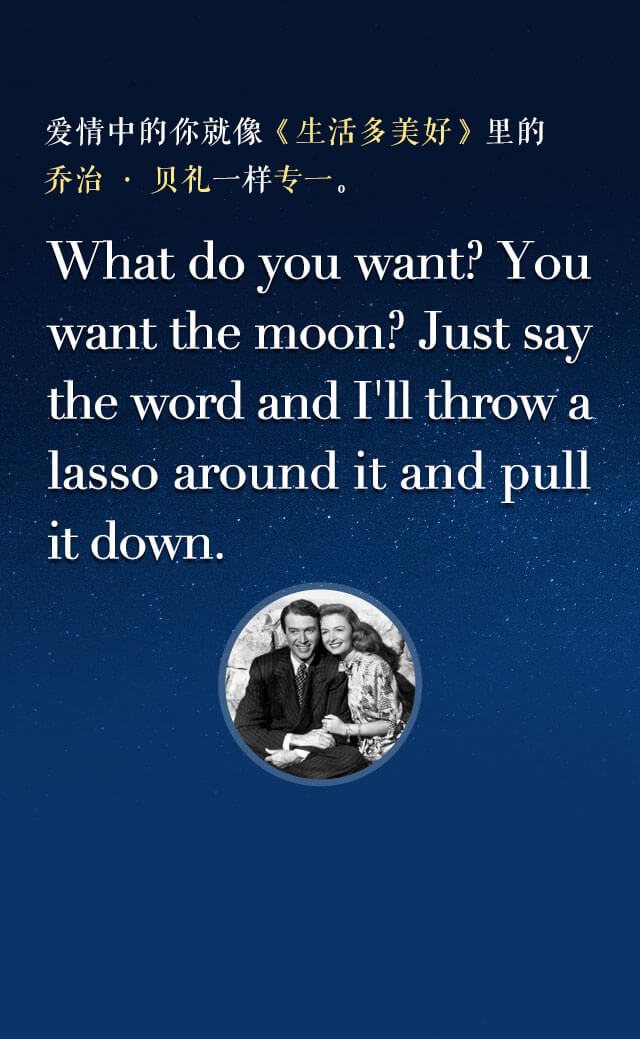 爱情中的你就像《生活多美好》里的
乔治 · 贝礼一样专一。
What do you want? You
want the moon? Just say
the word and I'll throw a
lasso around it and pull
it down.